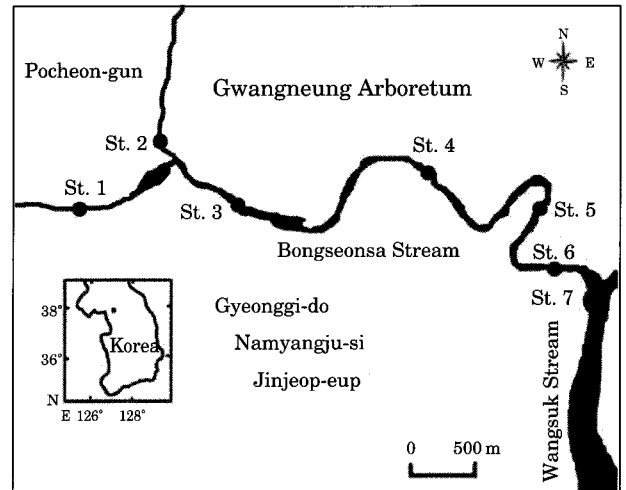 Pocheon-gun
Gwangneung Arboretum
N
W E
S
St. 2
St. 4
St. 1
St. 3
St. 5
Bongseonsa Stream
St. 6
St. 7
Gyeonggi-do
Namyangju-si
Jinjeop-eup
38°
Korea
36°
N
E 126° 128°
0 500 m
Wangsuk Stream